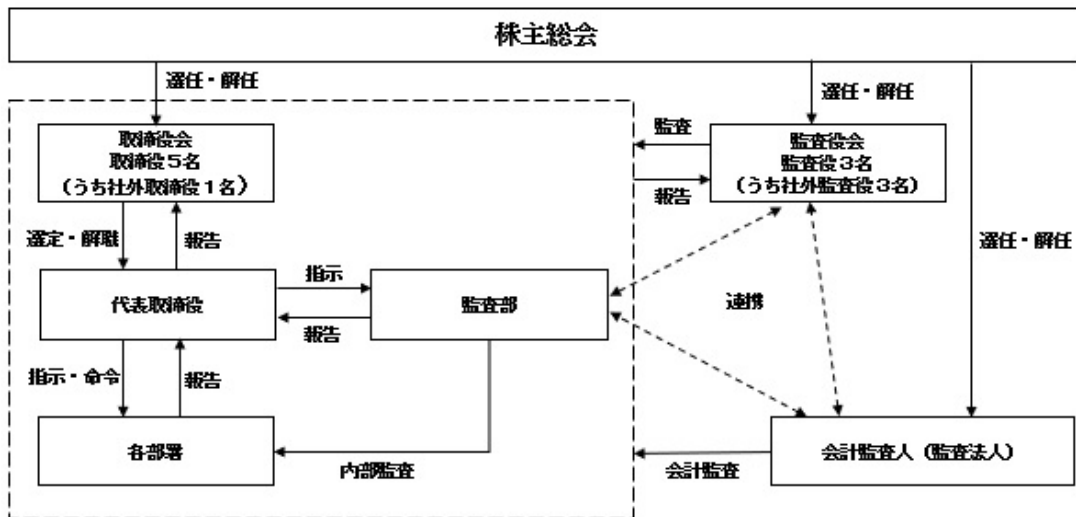 株主総会
選任・解任
選任・解任
取締役会
取締役5名
(うち社外取締役1名)
監査
監査役会
監査役3名
(うち社外監査役3名)
報告
選定・解職
報告
選任・解任
指示
代表取締役
監査部
連携
報告
指示・命令
報告
各部署
会計監査人(監査法人)
内部監査
会計監査